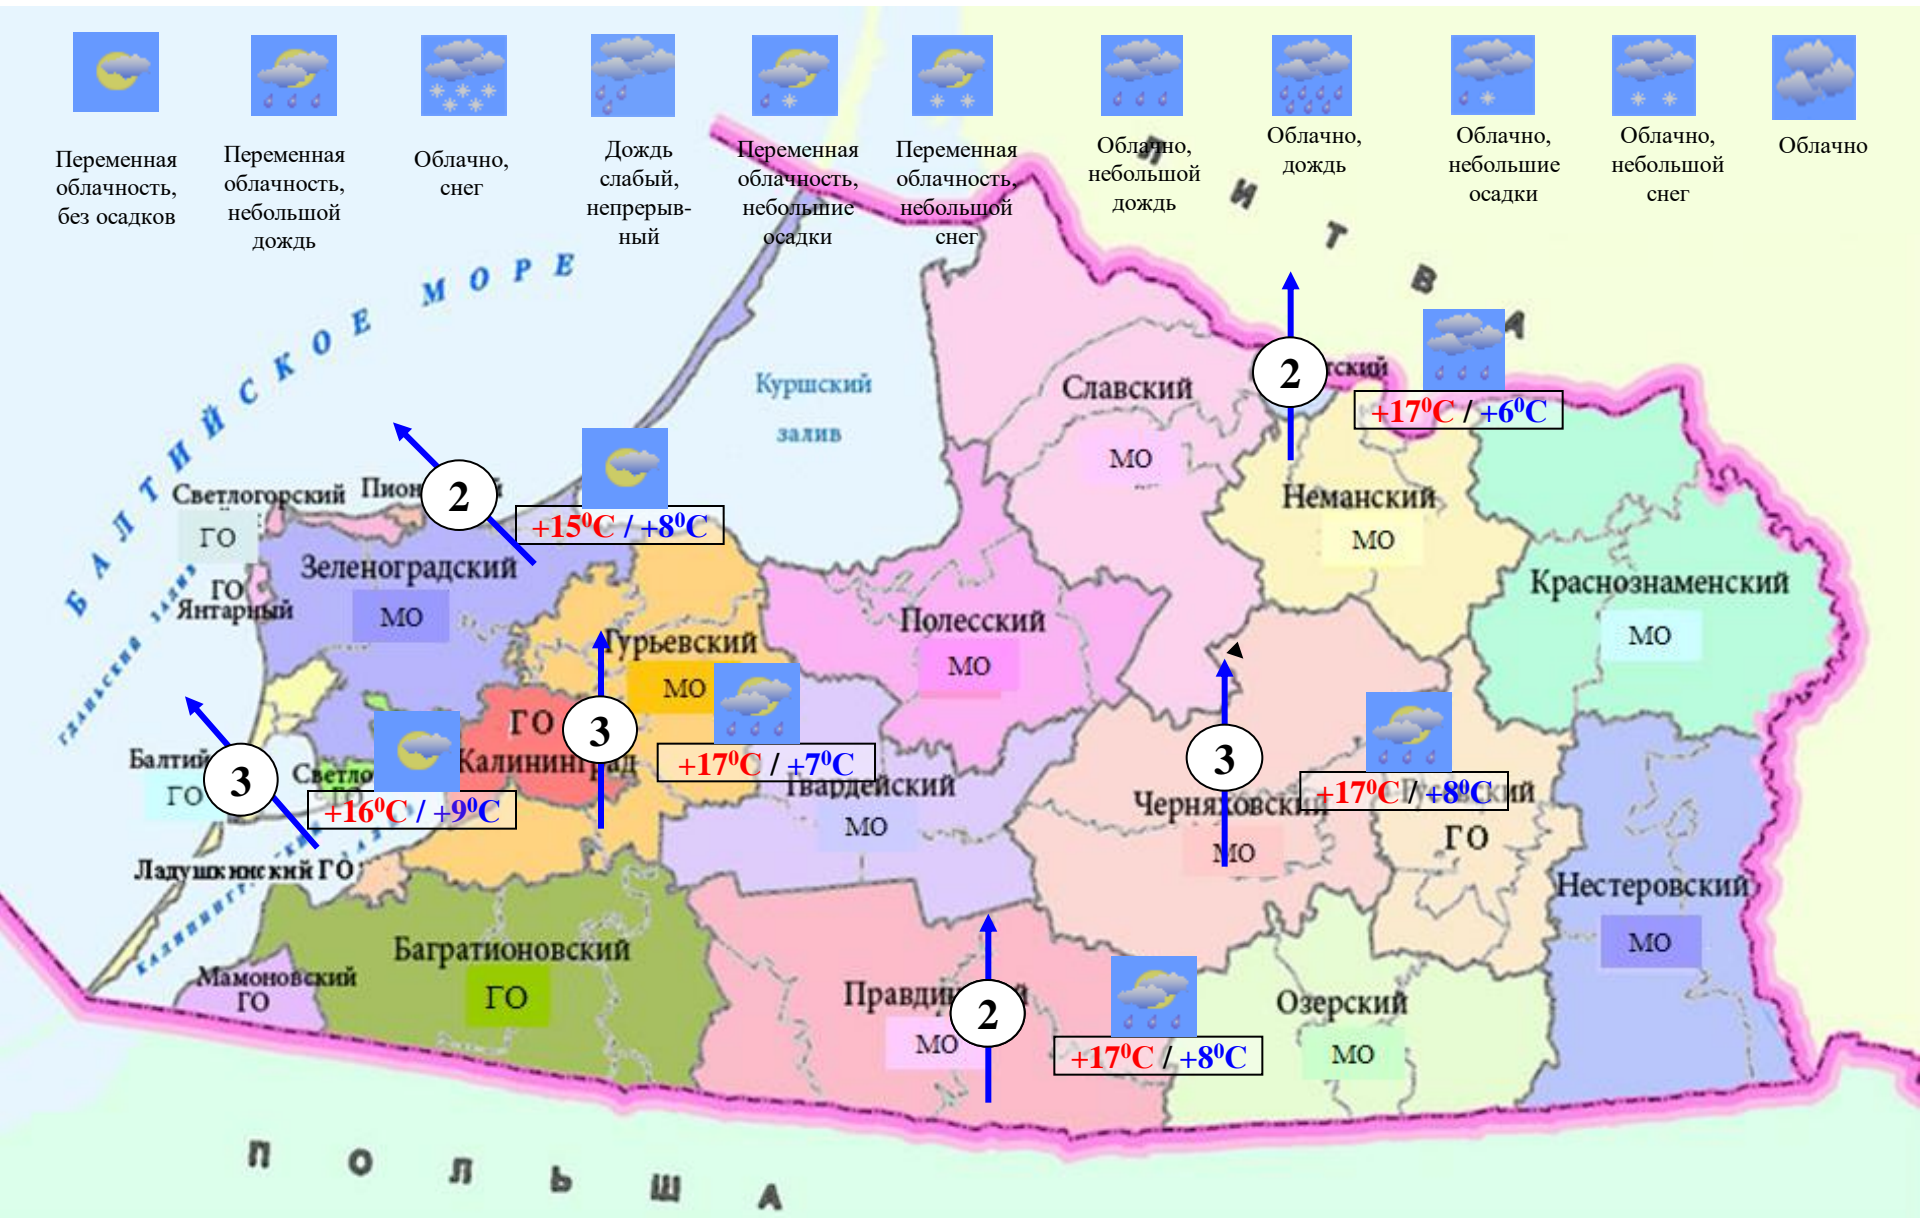 Переменная
облачность,
без осадков
Переменная
облачность,
небольшой
дождь
Облачно,
снег
Дождь
слабый,
непрерыв-
ный
Переменная
облачность,
небольшие
осадки
Переменная
облачность,
небольшой
снег
Облачно,
небольшой
дождь
Облачно,
дождь
Облачно,
небольшие
осадки
Облачно,
небольшой
снег
Облачно
БАЛТИЙСКОЕ МОРЕ
ЛИТВА
Куршский
залив
Славский
МО
2
+17⁰C / +6⁰C
Неманский
МО
Краснознаменский
МО
Светлогорский
ГО
2
+15⁰C / +8⁰C
Зеленоградский
МО
ГО
Янтарный
Гурьевский
МО
Полесский
МО
ГО
Калининград
3
+17⁰C / +7⁰C
ГО
3
+16⁰C / +9⁰C
Гвардейский
МО
3
Черняховский
МО
+17⁰C / +8⁰C
ГО
Ладушкинский ГО
Нестеровский
МО
Багратионовский
ГО
Мамоновский
ГО
МО
2
+17⁰C / +8⁰C
Озерский
МО
ПОЛЬША